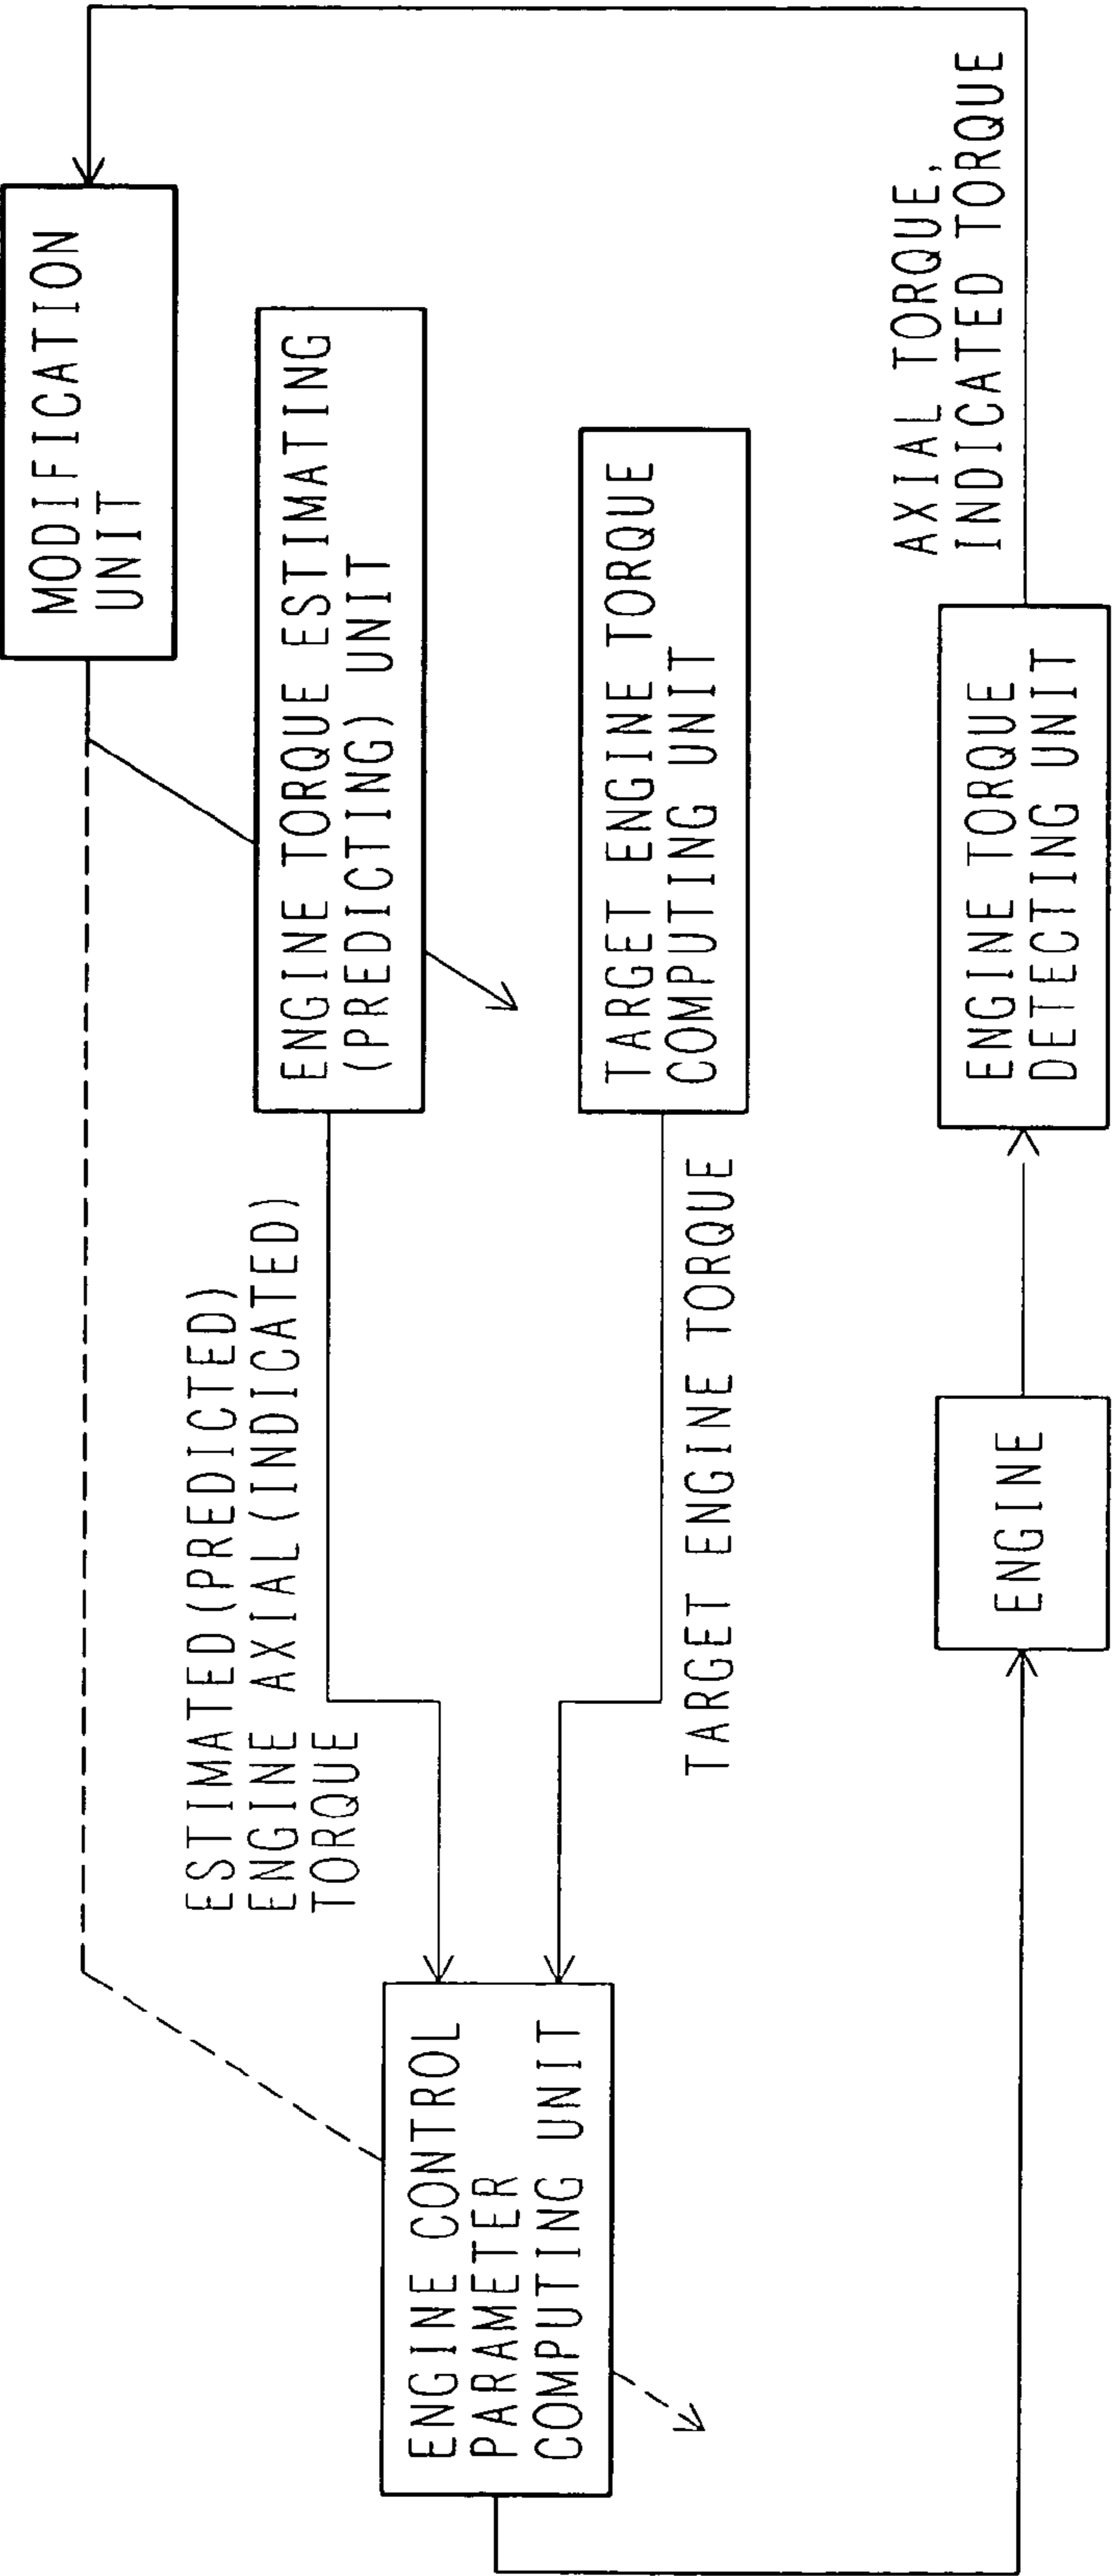 MODIFICATION
UNIT
ENGINE TORQUE ESTIMATING
(PREDICTING) UNIT
ESTIMATED(PREDICTED)
ENGINE AXIAL(INDICATED)
TORQUE
ENGINE CONTROL
PARAMETER
COMPUTING UNIT
TARGET ENGINE TORQUE
COMPUTING UNIT
TARGET ENGINE TORQUE
AXIAL TORQUE,
INDICATED TORQUE
ENGINE
ENGINE TORQUE
DETECTING UNIT